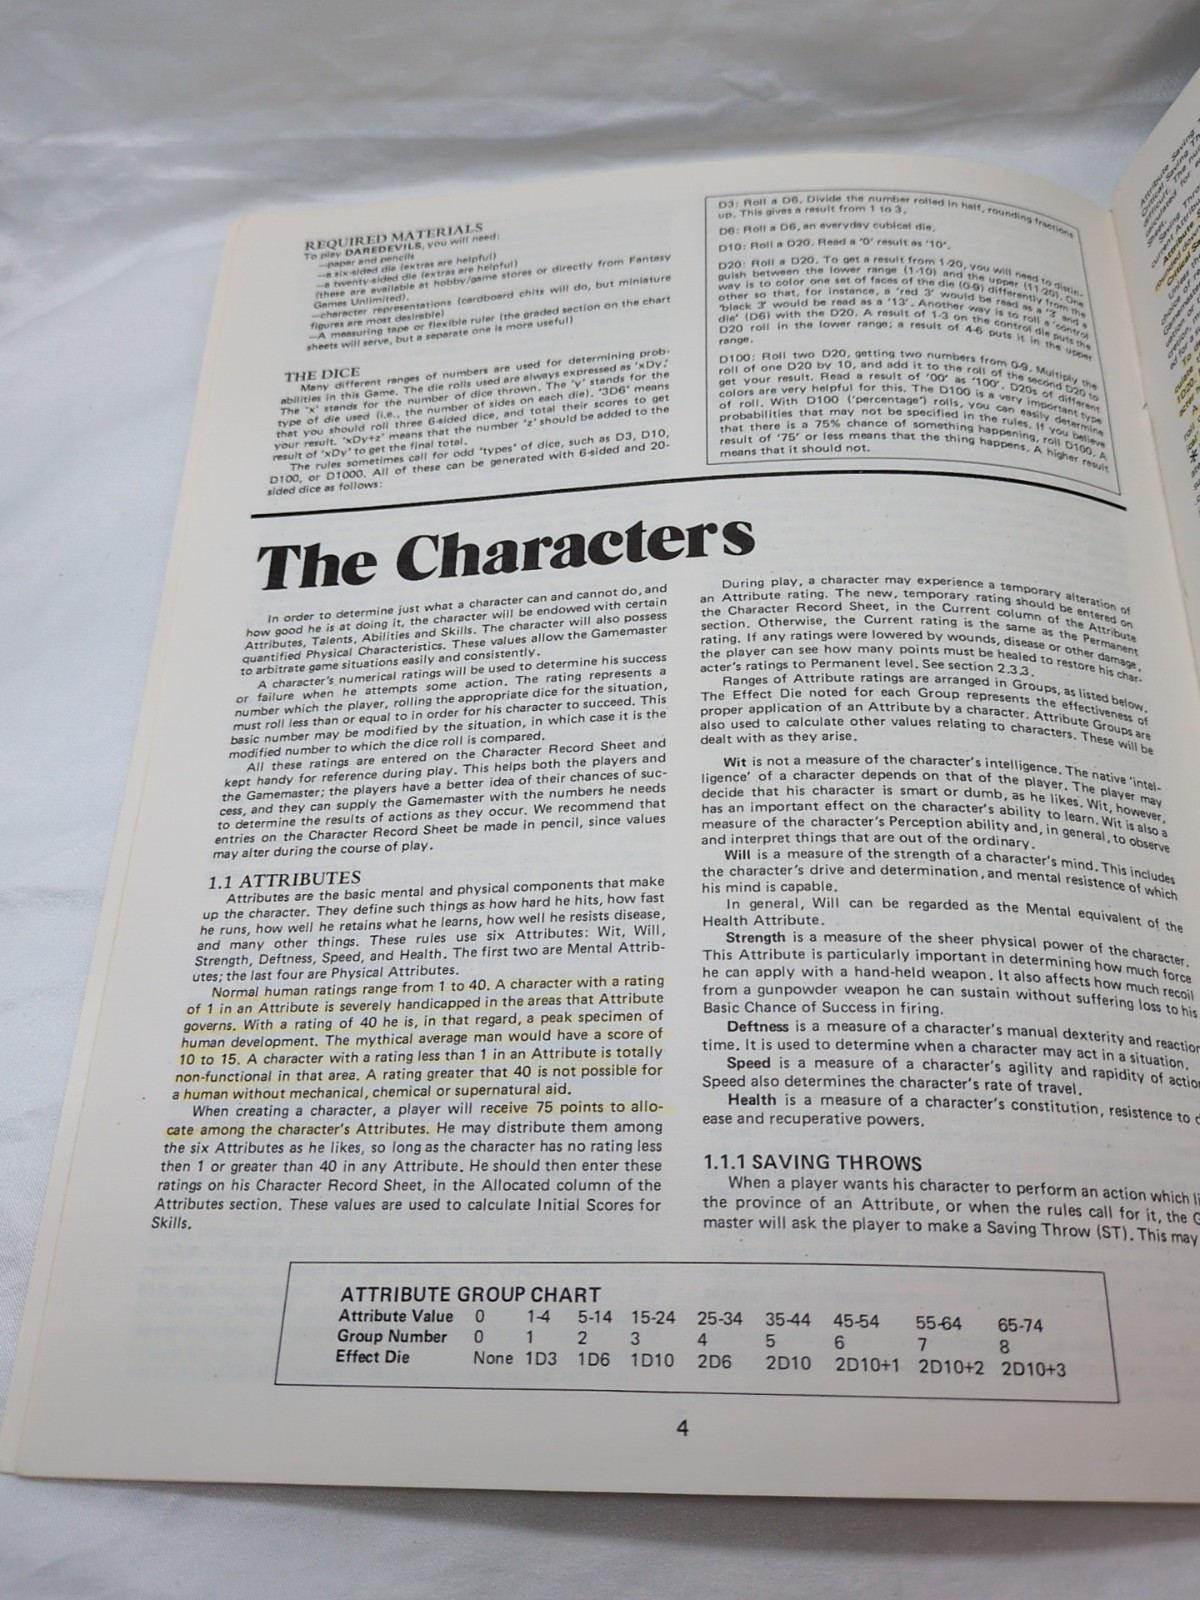 REQUIRED MATERIALS
To play DAREDEVILS, you will need:
—paper and pencils
—a six-sided die (extras are helpful)
—a twenty-sided die (extras are helpful)
(these are available at hobby/game stores or directly from Fantasy
Games Unlimited).
—character representations (cardboard chits will do, but miniature
figures are most desirable)
—A measuring tape or flexible ruler (the graded section on the chart
sheets will serve, but a separate one is more useful)
THE DICE
Many different ranges of numbers are used for determining prob-
abilities in this Game. The die rolls used are always expressed as 'xDy.'
The 'x' stands for the number of dice thrown. The 'y' stands for the
type of die used (i.e., the number of sides on each die). '3D6' means
that you should roll three 6-sided dice, and total their scores to get
your result. 'xDy+z' means that the number 'z' should be added to the
result of 'xDy' to get the final total.
The rules sometimes call for odd 'types' of dice, such as D3, D10,
D100, or D1000. All of these can be generated with 6-sided and 20-
sided dice as follows:
D3: Roll a D6. Divide the number rolled in half, rounding fractions
up. This gives a result from 1 to 3.
D6: Roll a D6, an everyday cubical die.
D10: Roll a D20. Read a '0' result as '10'.
D20: Roll a D20. To get a result from 1-20, you will need to distin-
guish between the lower range (1-10) and the upper (11-20). One
way is to color one set of faces of the die (0-9) differently from the
other so that, for instance, a 'red 3' would be read as a '3' and a
'black 3' would be read as a '13'. Another way is to roll a 'control
die' (D6) with the D20. A result of 1-3 on the control die puts the
D20 roll in the lower range; a result of 4-6 puts it in the upper
range.
D100: Roll two D20, getting two numbers from 0-9. Multiply the
roll of one D20 by 10, and add it to the roll of the second D20 to
get your result. Read a result of '00' as '100'. D20s of different
colors are very helpful for this. The D100 is a very important type
of roll. With D100 ('percentage') rolls, you can easily determine
probabilities that may not be specified in the rules. If you believe
that there is a 75% chance of something happening, roll D100. A
result of '75' or less means that the thing happens. A higher result
means that it should not.
The Characters
In order to determine just what a character can and cannot do, and
how good he is at doing it, the character will be endowed with certain
Attributes, Talents, Abilities and Skills. The character will also possess
quantified Physical Characteristics. These values allow the Gamemaster
to arbitrate game situations easily and consistently.
A character's numerical ratings will be used to determine his success
or failure when he attempts some action. The rating represents a
number which the player, rolling the appropriate dice for the situation,
must roll less than or equal to in order for his character to succeed. This
basic number may be modified by the situation, in which case it is the
modified number to which the dice roll is compared.
All these ratings are entered on the Character Record Sheet and
kept handy for reference during play. This helps both the players and
the Gamemaster; the players have a better idea of their chances of suc-
cess, and they can supply the Gamemaster with the numbers he needs
to determine the results of actions as they occur. We recommend that
entries on the Character Record Sheet be made in pencil, since values
may alter during the course of play.
1.1 ATTRIBUTES
Attributes are the basic mental and physical components that make
up the character. They define such things as how hard he hits, how fast
he runs, how well he retains what he learns, how well he resists disease,
and many other things. These rules use six Attributes: Wit, Will,
Strength, Deftness, Speed, and Health. The first two are Mental Attrib-
utes; the last four are Physical Attributes.
Normal human ratings range from 1 to 40. A character with a rating
of 1 in an Attribute is severely handicapped in the areas that Attribute
governs. With a rating of 40 he is, in that regard, a peak specimen of
human development. The mythical average man would have a score of
10 to 15. A character with a rating less than 1 in an Attribute is totally
non-functional in that area. A rating greater that 40 is not possible for
a human without mechanical, chemical or supernatural aid.
When creating a character, a player will receive 75 points to allo-
cate among the character's Attributes. He may distribute them among
the six Attributes as he likes, so long as the character has no rating less
then 1 or greater than 40 in any Attribute. He should then enter these
ratings on his Character Record Sheet, in the Allocated column of the
Attributes section. These values are used to calculate Initial Scores for
Skills.
During play, a character may experience a temporary alteration of
an Attribute rating. The new, temporary rating should be entered on
the Character Record Sheet, in the Current column of the Attribute
section. Otherwise, the Current rating is the same as the Permanent
rating. If any ratings were lowered by wounds, disease or other damage,
the player can see how many points must be healed to restore his char-
acter's ratings to Permanent level. See section 2.3.3.
Ranges of Attribute ratings are arranged in Groups, as listed below.
The Effect Die noted for each Group represents the effectiveness of
proper application of an Attribute by a character. Attribute Groups are
also used to calculate other values relating to characters. These will be
dealt with as they arise.
Wit is not a measure of the character's intelligence. The native 'intel-
ligence' of a character depends on that of the player. The player may
decide that his character is smart or dumb, as he likes. Wit, however,
has an important effect on the character's ability to learn. Wit is also a
measure of the character's Perception ability and, in general, to observe
and interpret things that are out of the ordinary.
Will is a measure of the strength of a character's mind. This includes
the character's drive and determination, and mental resistance of which
his mind is capable.
In general, Will can be regarded as the Mental equivalent of the
Health Attribute.
Strength is a measure of the sheer physical power of the character.
This Attribute is particularly important in determining how much force
he can apply with a hand-held weapon. It also affects how much recoil
from a gunpowder weapon he can sustain without suffering loss to his
Basic Chance of Success in firing.
Deftness is a measure of a character's manual dexterity and reaction
time. It is used to determine when a character may act in a situation.
Speed is a measure of a character's agility and rapidity of actio
Speed also determines the character's rate of travel.
Health is a measure of a character's constitution, resistance to d
ease and recuperative powers.
1.1.1 SAVING THROWS
When a player wants his character to perform an action which li
the province of an Attribute, or when the rules call for it, the G
master will ask the player to make a Saving Throw (ST). This may
ATTRIBUTE GROUP CHART
Attribute Value 0 1-4 5-14 15-24 25-34 35-44 45-54 55-64 65-74
Group Number 0 1 2 3 4 5 6 7 8
Effect Die None 1D3 1D6 1D10 2D6 2D10 2D10+1 2D10+2 2D10+3
4